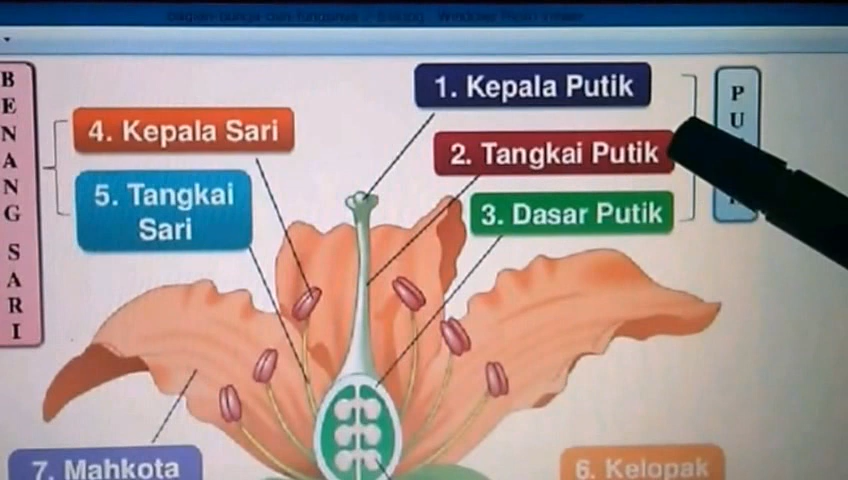 1. Kepala Putik
4. Kepala Sari
2. Tangkai Putik
5. Tangkai
Sari
3. Dasar Putik
7. Mahkota
6. Kelopak
B
E
N
A
N
G
S
A
R
I
P
U